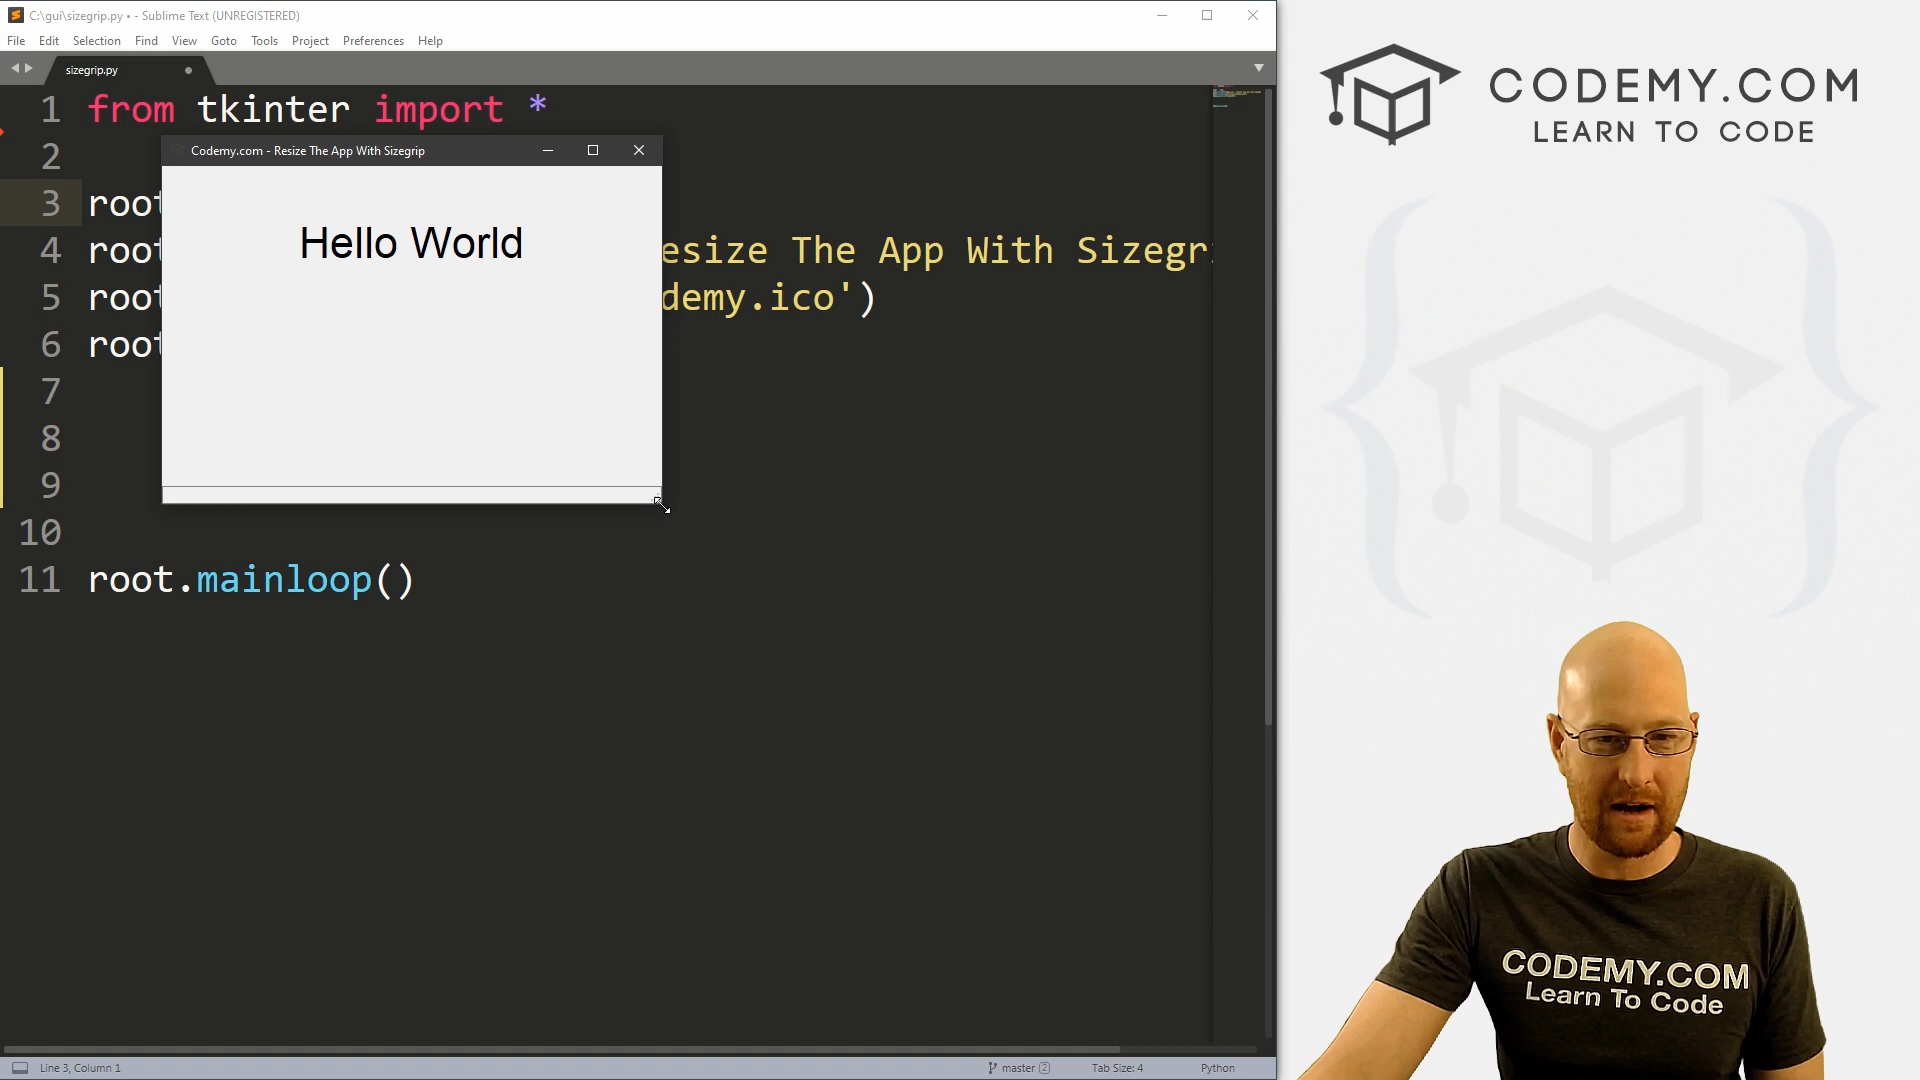 C:\gui\sizegrip.py • - Sublime Text (UNREGISTERED)
File Edit Selection Find View Goto Tools Project Preferences Help
sizegrip.py
1 from tkinter import *
2
Codemy.com - Resize The App With Sizegrip
3 root
Hello World
4 root esize The App With Sizegri
5 root demy.ico')
6 root
7
8
9
10
11 root.mainloop()
Line 3, Column 1
master 2
Tab Size: 4
Python
CODEMY.COM
LEARN TO CODE
CODEMY.COM
Learn To Code